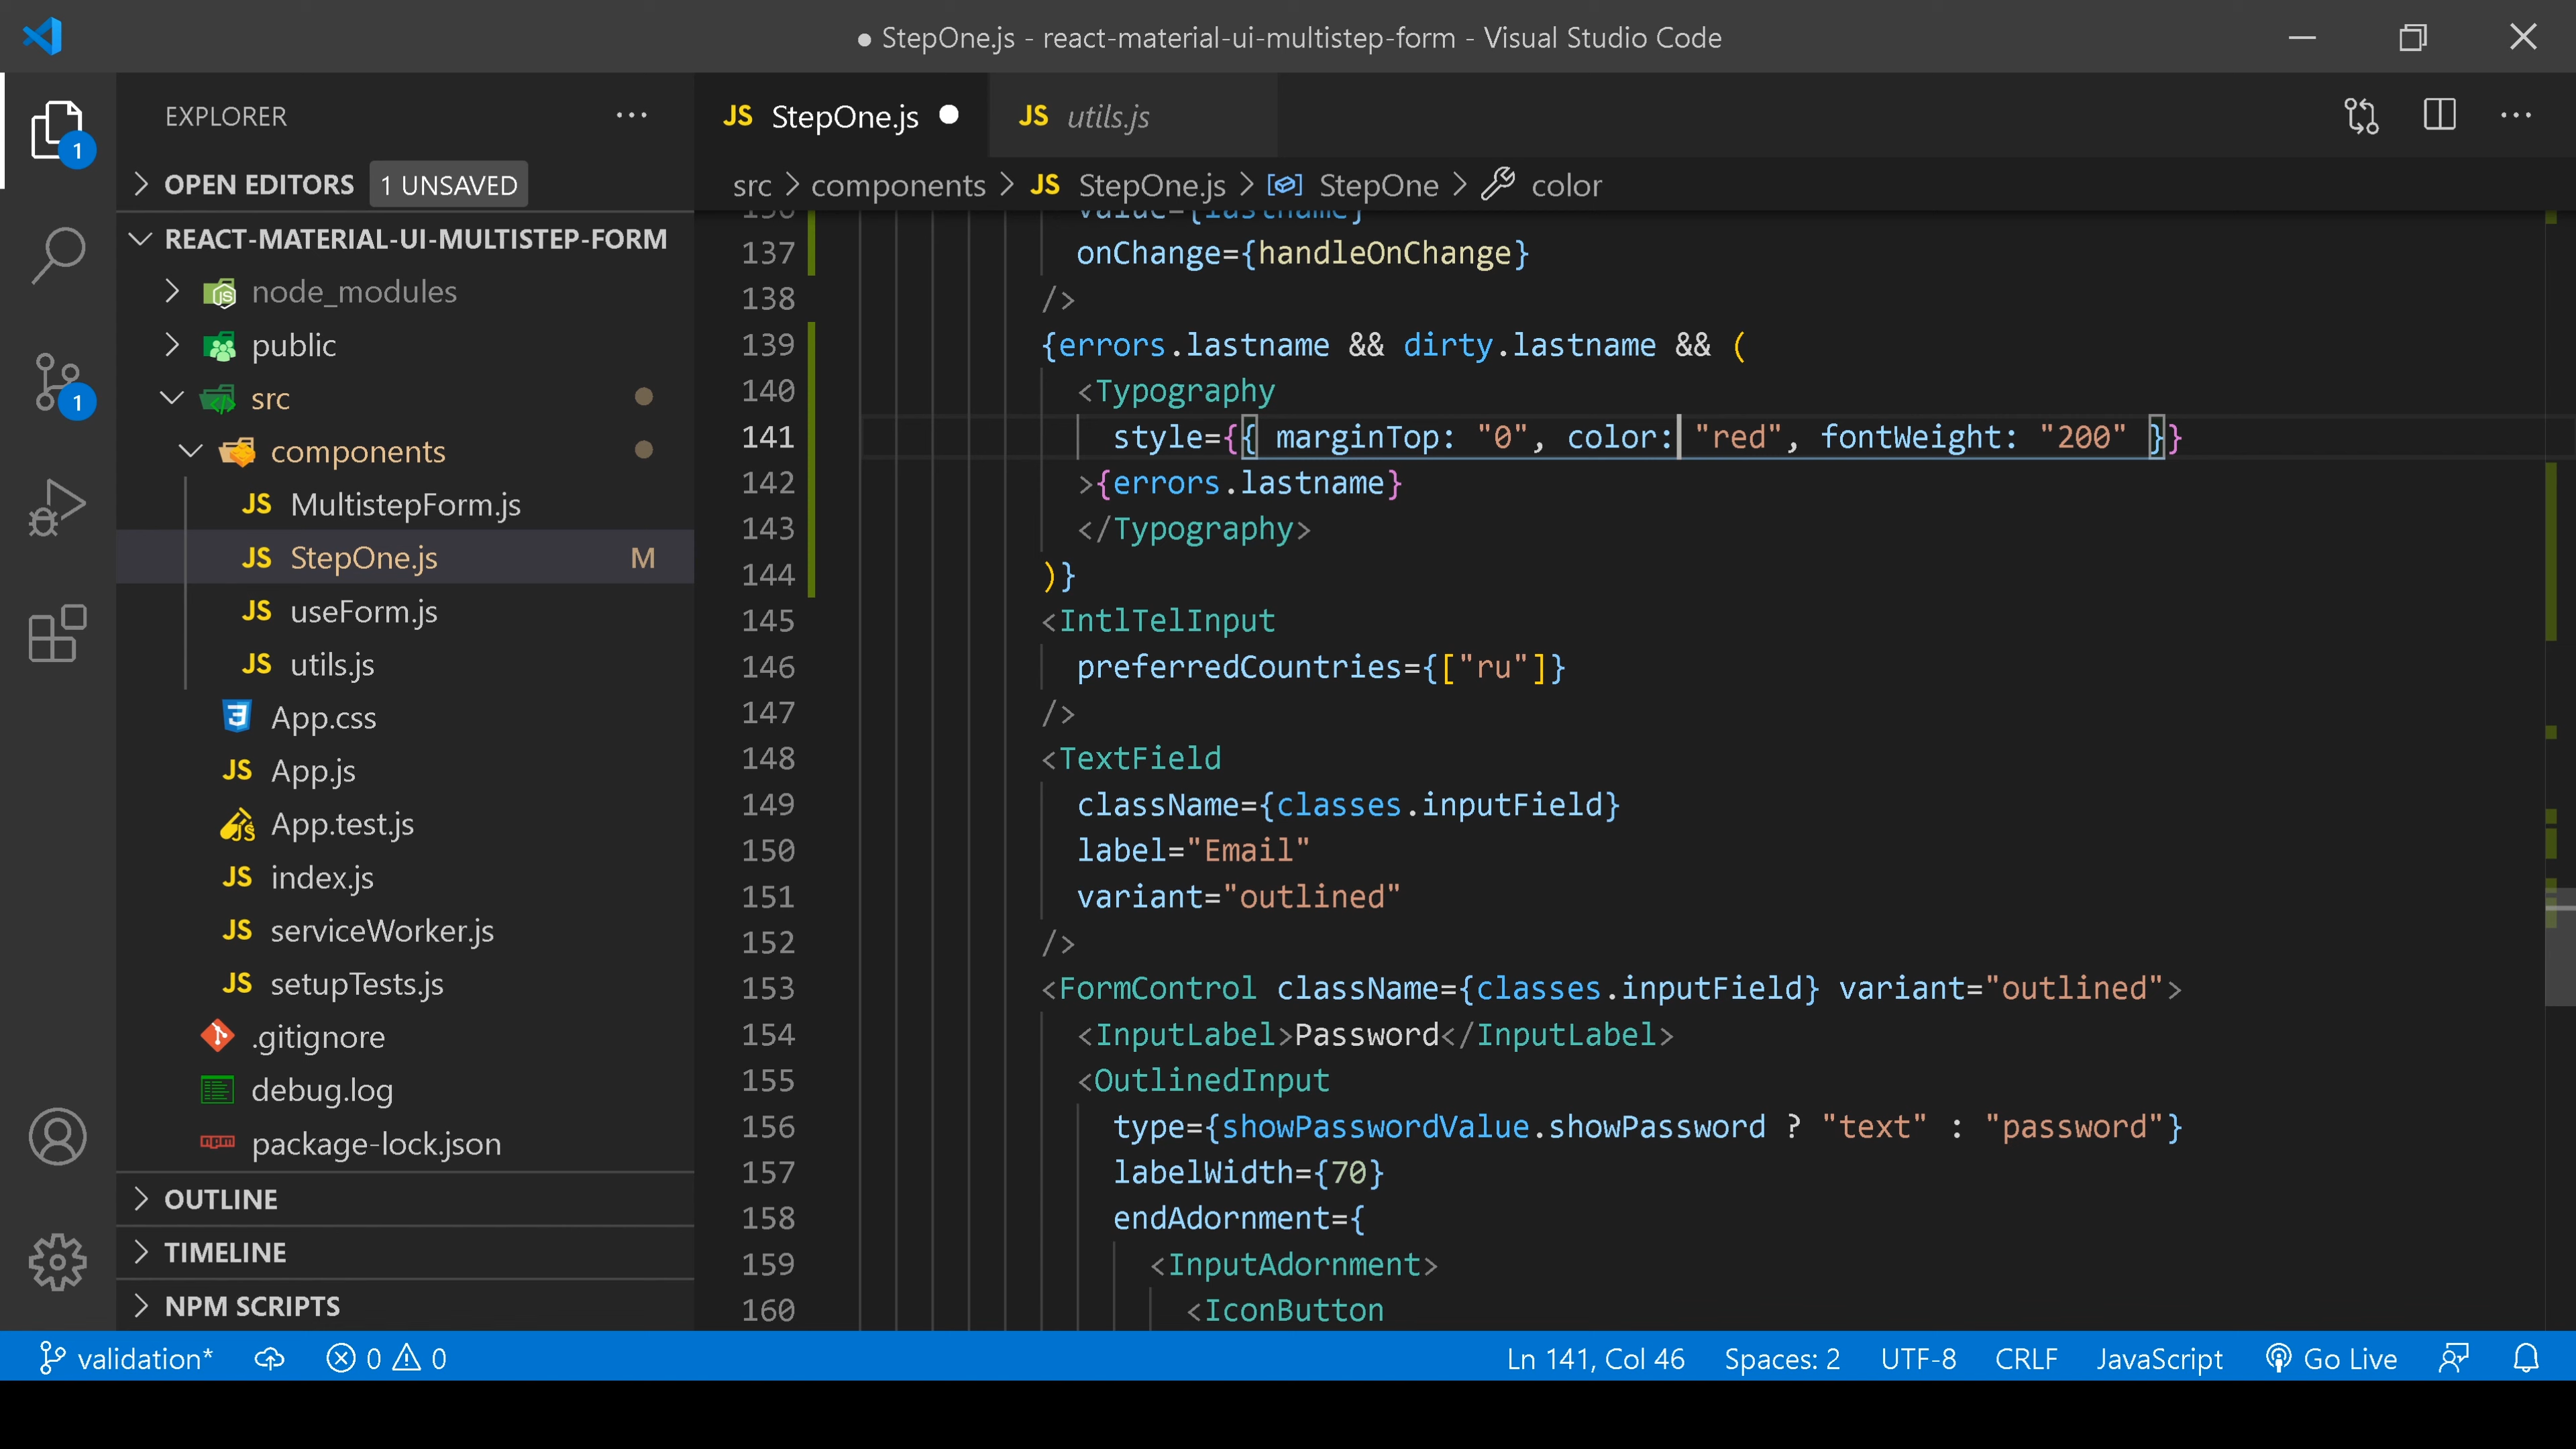 ● StepOne.js - react-material-ui-multistep-form - Visual Studio Code
EXPLORER
OPEN EDITORS 1 UNSAVED
REACT-MATERIAL-UI-MULTISTEP-FORM
node_modules
public
src
components
JS MultistepForm.js
JS StepOne.js M
JS useForm.js
JS utils.js
App.css
JS App.js
App.test.js
JS index.js
JS serviceWorker.js
JS setupTests.js
.gitignore
debug.log
package-lock.json
OUTLINE
TIMELINE
NPM SCRIPTS
1
1
JS StepOne.js ●
JS utils.js
src > components > JS StepOne.js > StepOne > color
136 value={lastname}
137 onChange={handleOnChange}
138 />
139 {errors.lastname && dirty.lastname && (
140 <Typography
141 style={{ marginTop: "0", color: "red", fontWeight: "200" }}
142 >{errors.lastname}
143 </Typography>
144 )}
145 <IntlTelInput
146 preferredCountries={["ru"]}
147 />
148 <TextField
149 className={classes.inputField}
150 label="Email"
151 variant="outlined"
152 />
153 <FormControl className={classes.inputField} variant="outlined">
154 <InputLabel>Password</InputLabel>
155 <OutlinedInput
156 type={showPasswordValue.showPassword ? "text" : "password"}
157 labelWidth={70}
158 endAdornment={
159 <InputAdornment>
160 <IconButton
validation* 0 0 Ln 141, Col 46 Spaces: 2 UTF-8 CRLF JavaScript Go Live